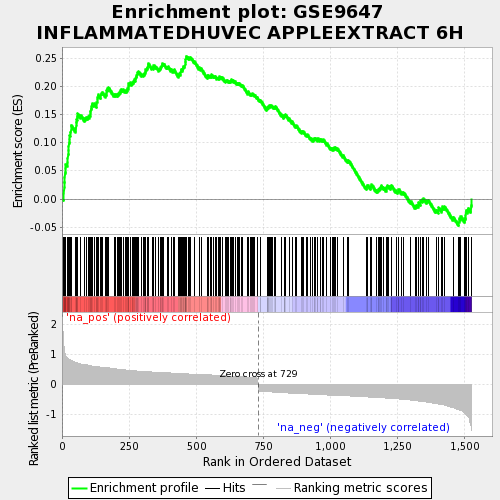 Enrichment plot: GSE9647
INFLAMMATEDHUVEC APPLEEXTRACT 6H
Enrichment score (ES)
0.25
0.20
0.15
0.10
0.05
0.00
-0.05
'na_pos' (positively correlated)
Ranked list metric (PreRanked)
2
1
0
-1
Zero cross at 729
'na_neg' (negatively correlated)
0
250
500
750
1,000
1,250
1,500
Rank in Ordered Dataset
Enrichment profile
Hits
Ranking metric scores